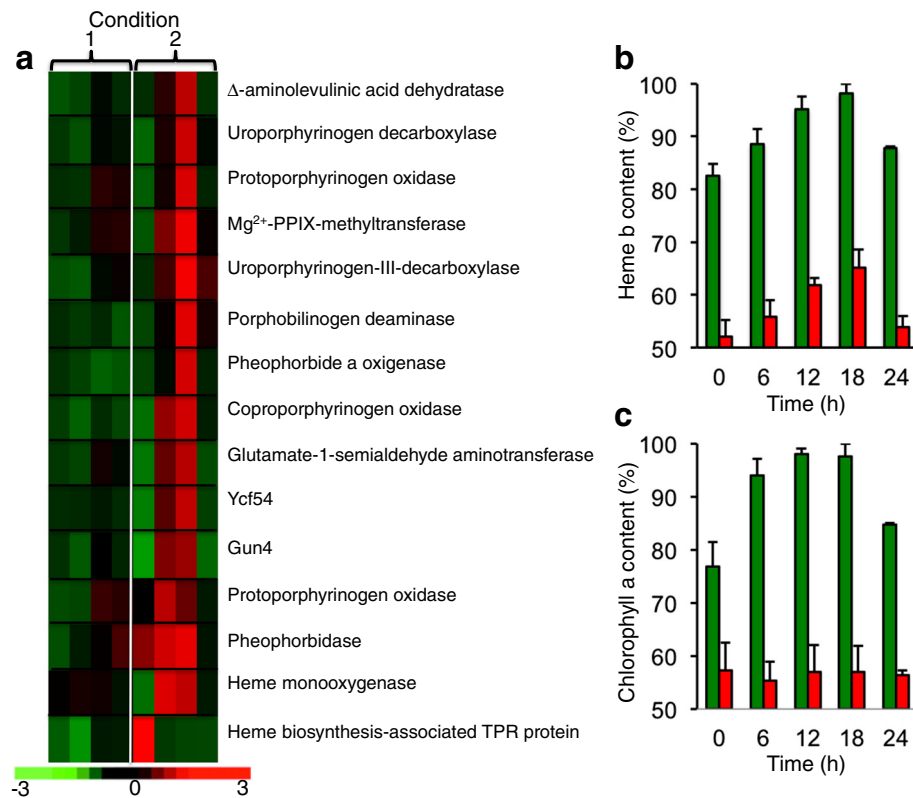 Condition
1 2
a
Δ-aminolevulinic acid dehydratase
Uroporphyrinogen decarboxylase
Protoporphyrinogen oxidase
Mg2+-PPIX-methyltransferase
Uroporphyrinogen-III-decarboxylase
Porphobilinogen deaminase
Pheophorbide a oxigenase
Coproporphyrinogen oxidase
Glutamate-1-semialdehyde aminotransferase
Ycf54
Gun4
Protoporphyrinogen oxidase
Pheophorbidase
Heme monooxygenase
Heme biosynthesis-associated TPR protein
-3 0 3
b
Heme b content (%)
100
90
80
70
60
50
0 6 12 18 24
Time (h)
c
Chlorophyll a content (%)
100
90
80
70
60
50
0 6 12 18 24
Time (h)